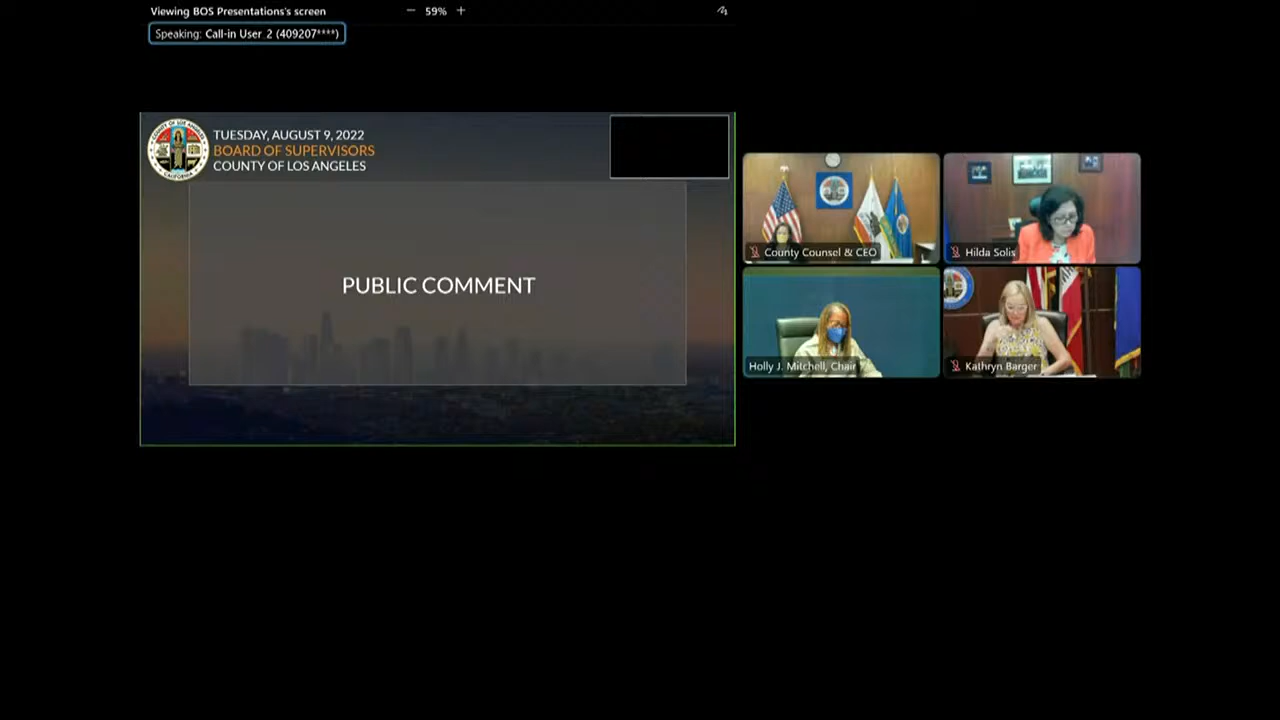 Viewing BOS Presentations's screen
59%
Speaking: Call-in User 2 (409207****)
TUESDAY, AUGUST 9, 2022
BOARD OF SUPERVISORS
COUNTY OF LOS ANGELES
PUBLIC COMMENT
County Counsel & CEO
Hilda Solis
Holly J. Mitchell, Chair
Kathryn Barger